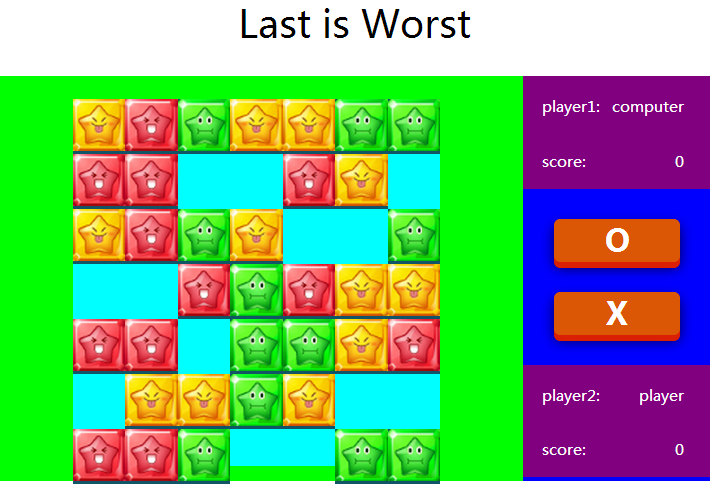 Last is Worst
player1: computer
score: 0
O
X
player2: player
score: 0